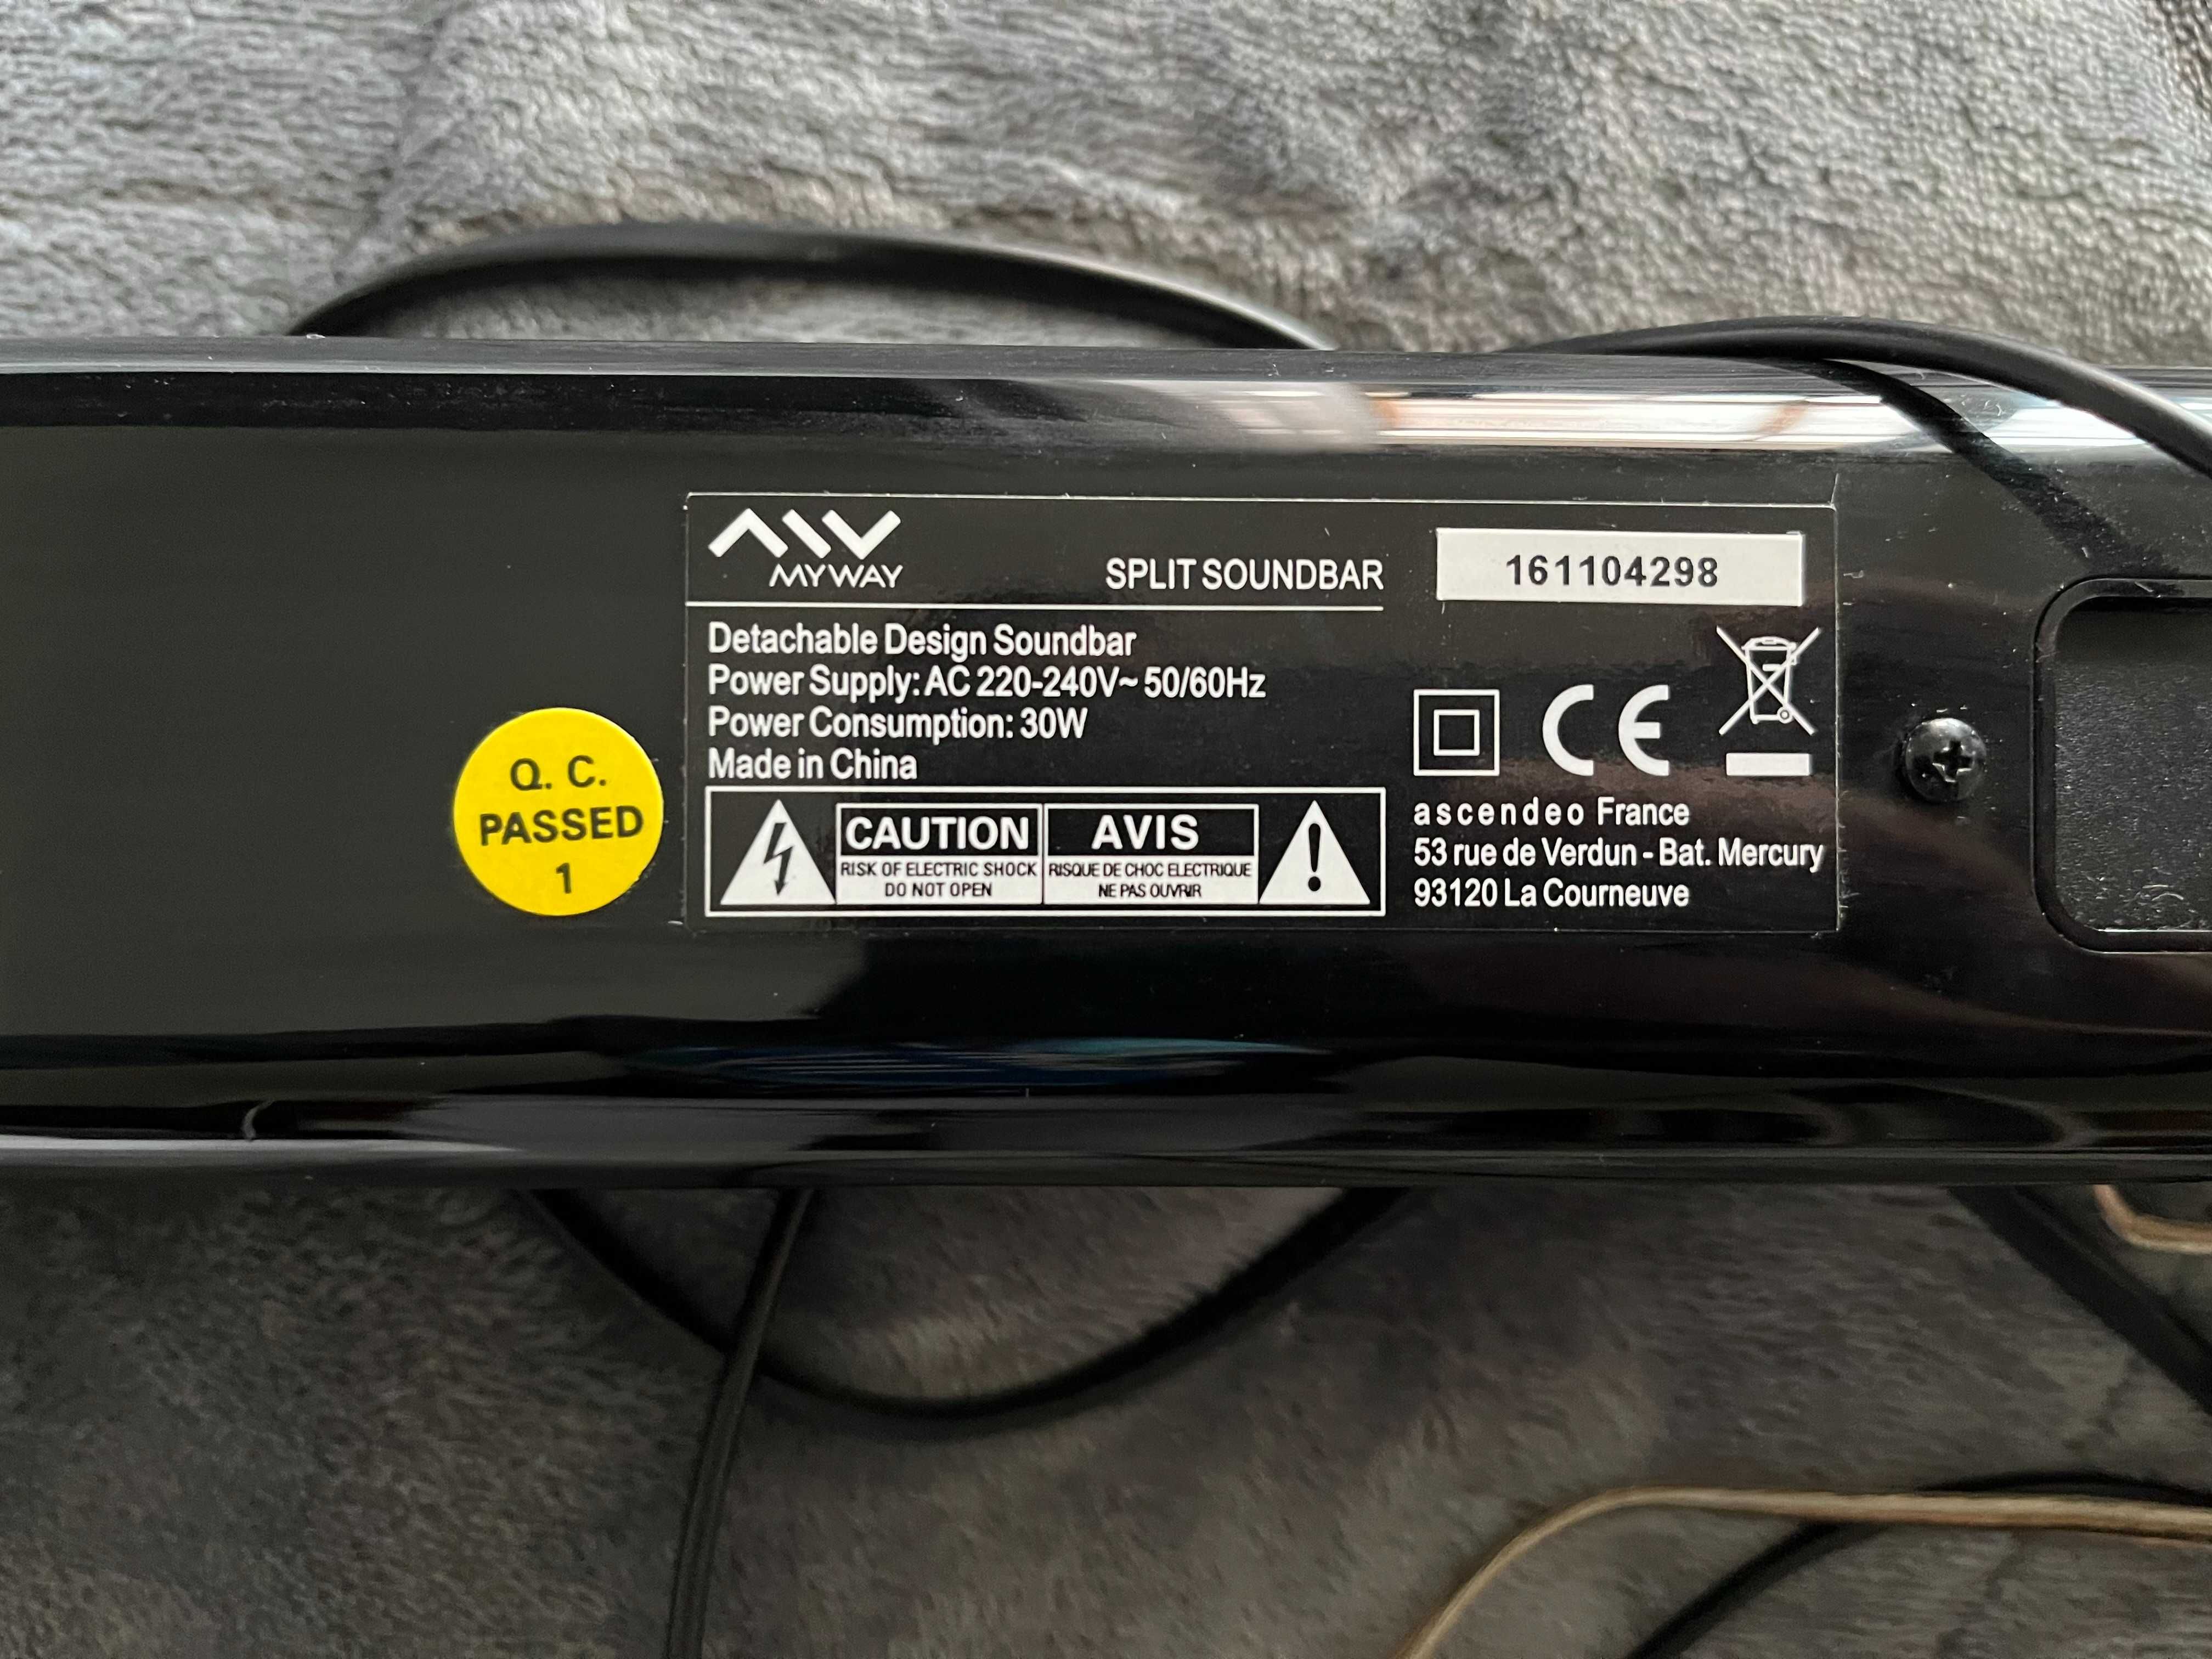 MYWAY
SPLIT SOUNDBAR
161104298
Detachable Design Soundbar
Power Supply: AC 220-240V~ 50/60Hz
Power Consumption: 30W
Made in China
CAUTION
RISK OF ELECTRIC SHOCK
DO NOT OPEN
AVIS
RISQUE DE CHOC ELECTRIQUE
NE PAS OUVRIR
CE
ascendeo France
53 rue de Verdun - Bat. Mercury
93120 La Courneuve
Q. C.
PASSED
1